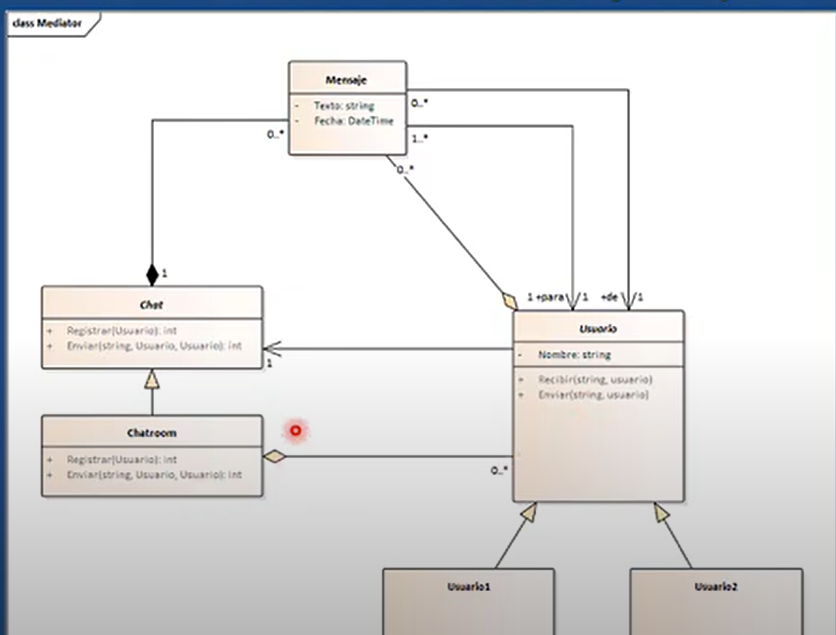 class Mediator
Mensaje
- Texto: string
- Fecha: DateTime
0..*
0..*
1..*
0..*
1
Chat
+ Registrar(Usuario): int
+ Enviar(string, Usuario, Usuario): int
1 +para
/1
+de
/1
Usuario
- Nombre: string
+ Recibir(string, usuario)
+ Enviar(string, usuario)
1
Chatroom
+ Registrar(Usuario): int
+ Enviar(string, Usuario, Usuario): int
0..*
Usuario1
Usuario2